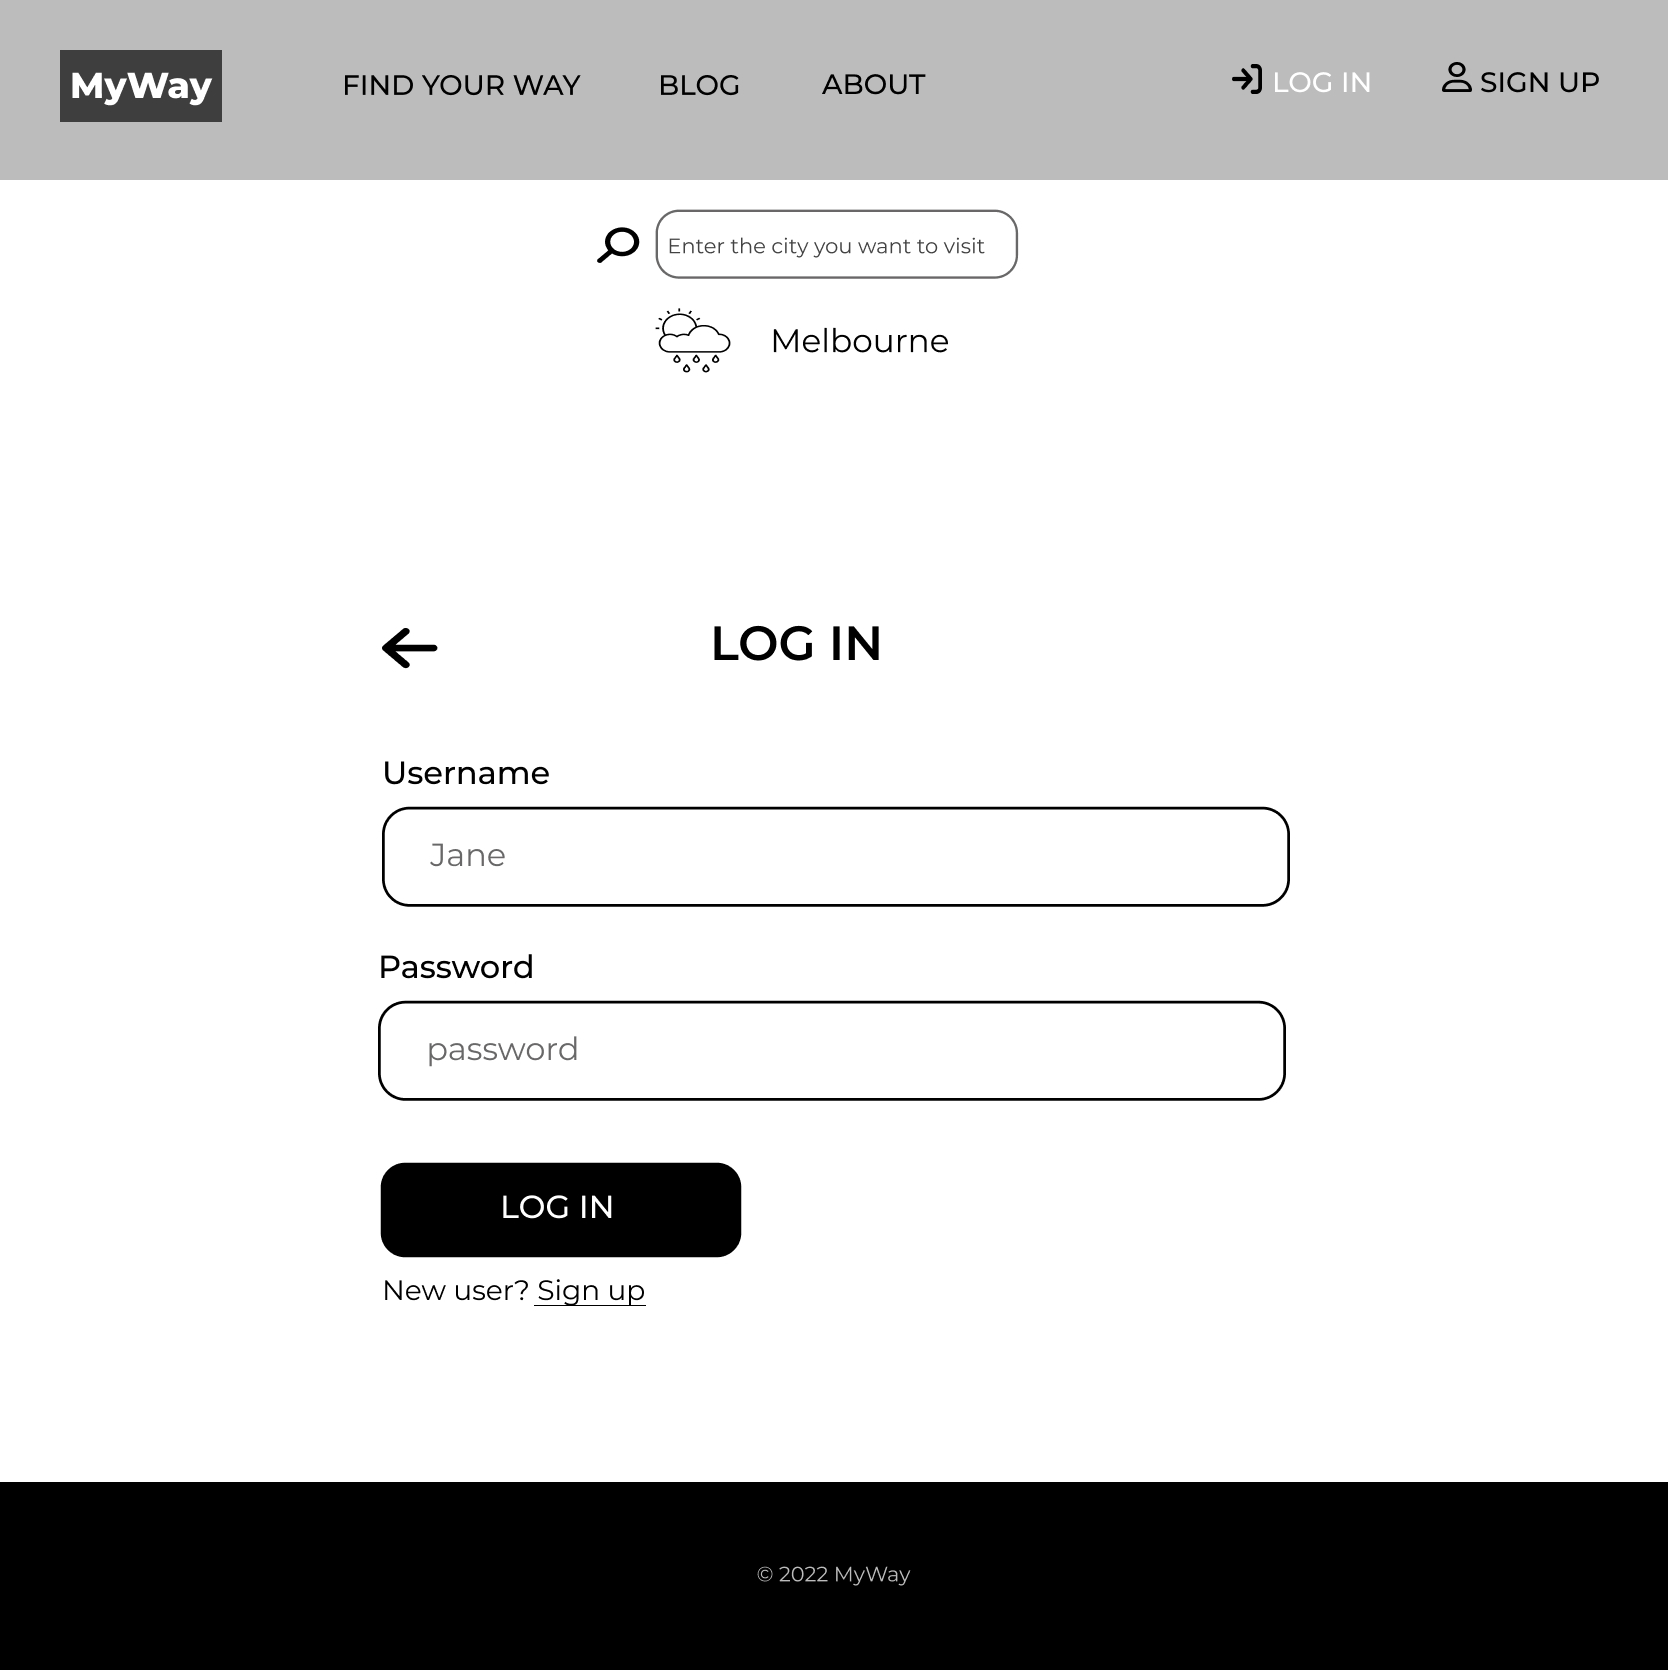 MyWay FIND YOUR WAY BLOG ABOUT LOG IN SIGN UP
Enter the city you want to visit
Melbourne
LOG IN
Username
Jane
Password
password
LOG IN
New user? Sign up
© 2022 MyWay